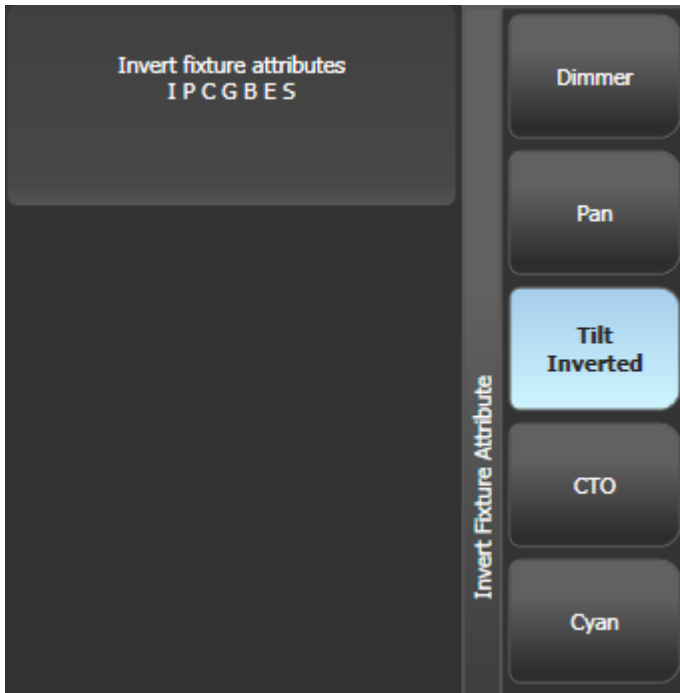 Invert fixture attributes
I P C G B E S
Invert Fixture Attribute
Dimmer
Pan
Tilt
Inverted
CTO
Cyan